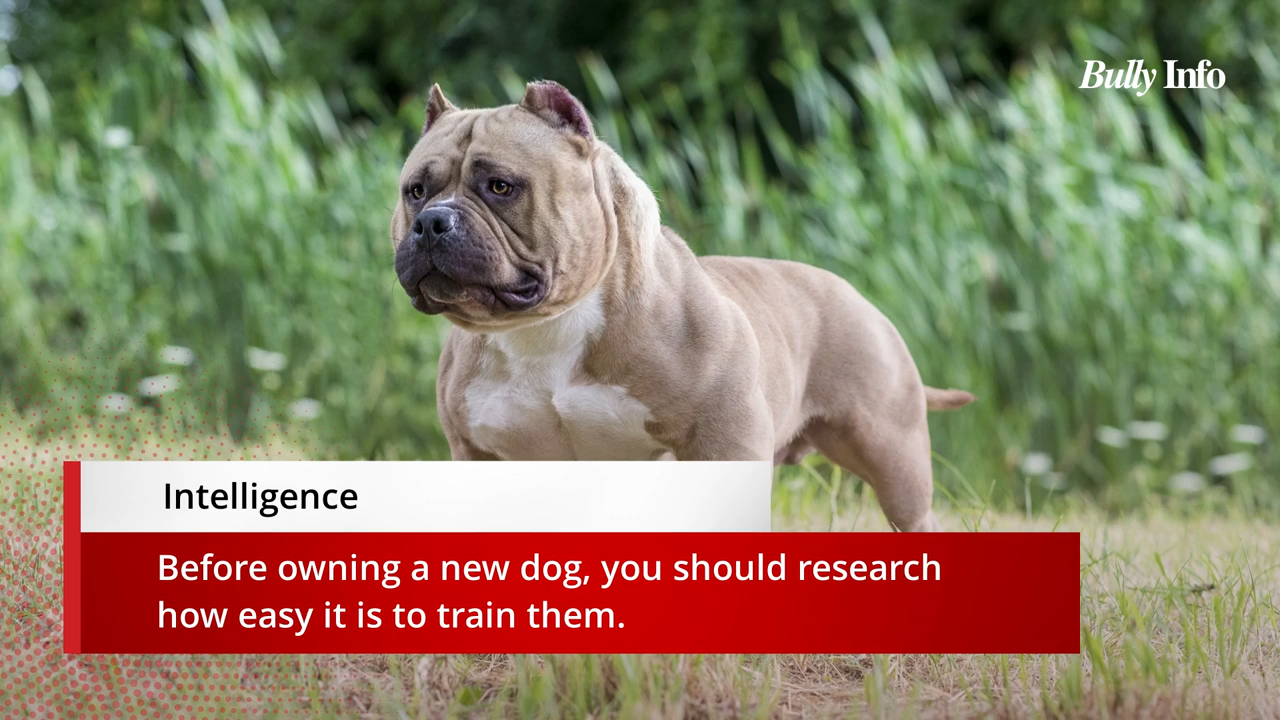 Bully Info
Intelligence
Before owning a new dog, you should research
how easy it is to train them.